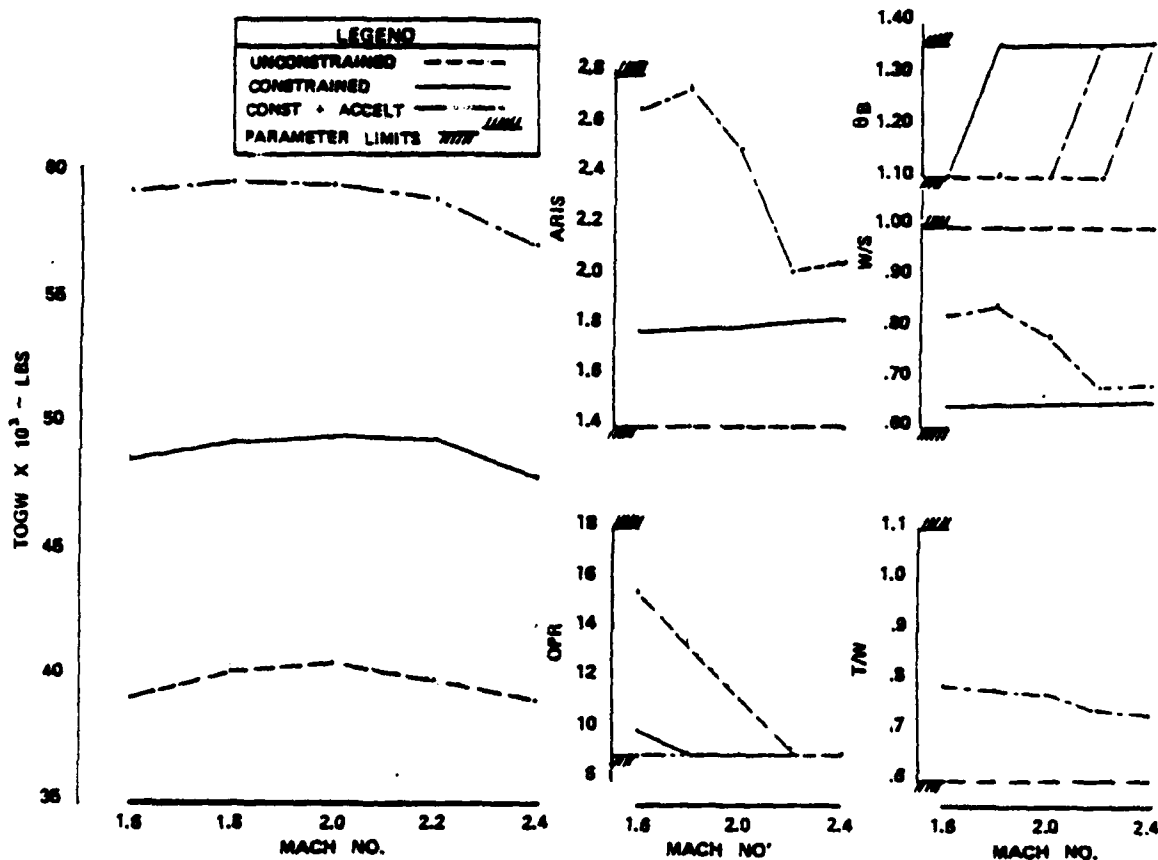 LEGEND
UNCONSTRAINED
CONSTRAINED
CONST + ACCELT
PARAMETER LIMITS
TOGW X 10³ ~ LBS
60
55
50
45
40
35
1.6 1.8 2.0 2.2 2.4
MACH NO.
ARIS
2.8
2.6
2.4
2.2
2.0
1.8
1.6
1.4
θB
1.40
1.30
1.20
1.10
W/S
1.00
.90
.80
.70
.60
OPR
18
16
14
12
10
8
1.6 2.0 2.4
MACH NO'
T/W
1.1
1.0
.9
.8
.7
.6
1.6 2.0 2.4
MACH NO.